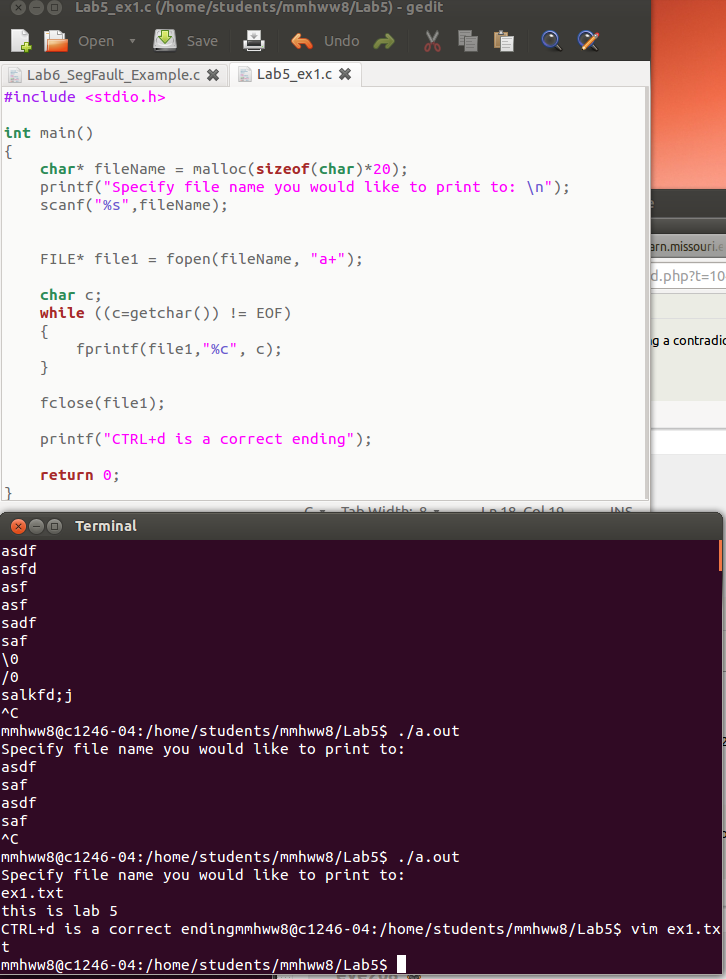 Lab5_ex1.c (/home/students/mmhww8/Lab5) - gedit
Open Save Undo
Lab6_SegFault_Example.c Lab5_ex1.c
#include <stdio.h>
int main()
{
    char* fileName = malloc(sizeof(char)*20);
    printf("Specify file name you would like to print to: \n");
    scanf("%s",fileName);
    FILE* file1 = fopen(fileName, "a+");
    char c;
    while ((c=getchar()) != EOF)
    {
        fprintf(file1,"%c", c);
    }
    fclose(file1);
    printf("CTRL+d is a correct ending");
    return 0;
}
C Tab Width: 8 Ln 18, Col 19 INS
arn.missouri.e
d.php?t=10
g a contradic
Terminal
asdf
asfd
asf
asf
sadf
saf
\0
/0
salkfd;j
^C
mmhww8@c1246-04:/home/students/mmhww8/Lab5$ ./a.out
Specify file name you would like to print to:
asdf
saf
asdf
saf
^C
mmhww8@c1246-04:/home/students/mmhww8/Lab5$ ./a.out
Specify file name you would like to print to:
ex1.txt
this is lab 5
CTRL+d is a correct endingmmhww8@c1246-04:/home/students/mmhww8/Lab5$ vim ex1.tx
t
mmhww8@c1246-04:/home/students/mmhww8/Lab5$